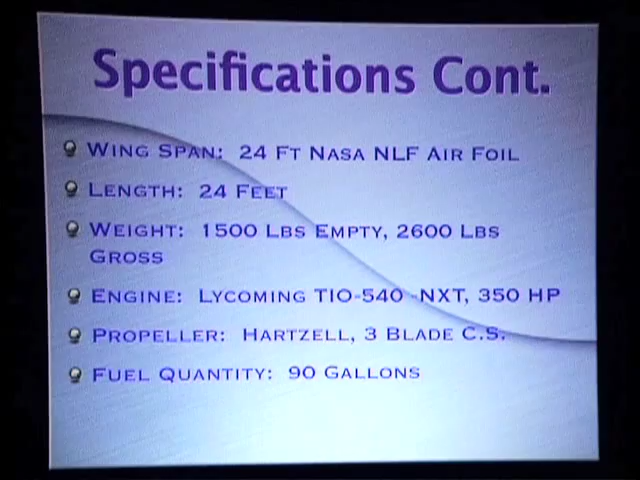 Specifications Cont.
Wing Span: 24 Ft Nasa NLF Air Foil
Length: 24 Feet
Weight: 1500 Lbs Empty, 2600 Lbs
Gross
Engine: Lycoming TIO-540 -NXT, 350 HP
Propeller: Hartzell, 3 Blade C.S.
Fuel Quantity: 90 Gallons